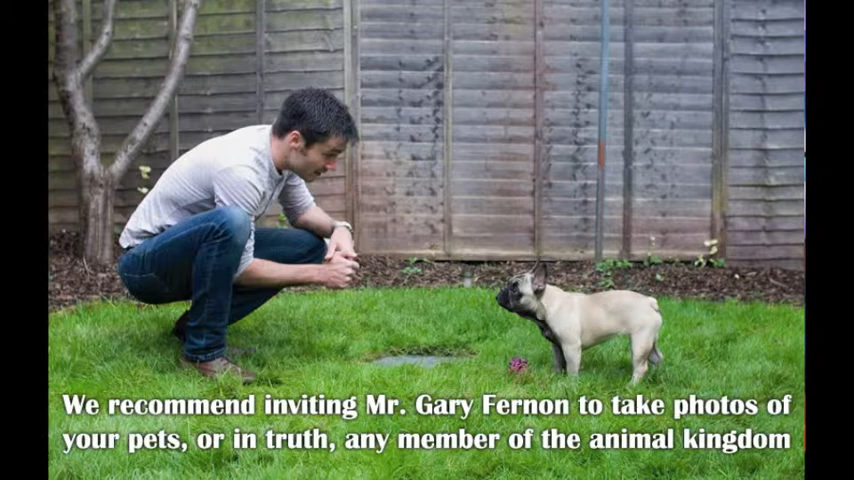 We recommend inviting Mr. Gary Fernon to take photos of
your pets, or in truth, any member of the animal kingdom